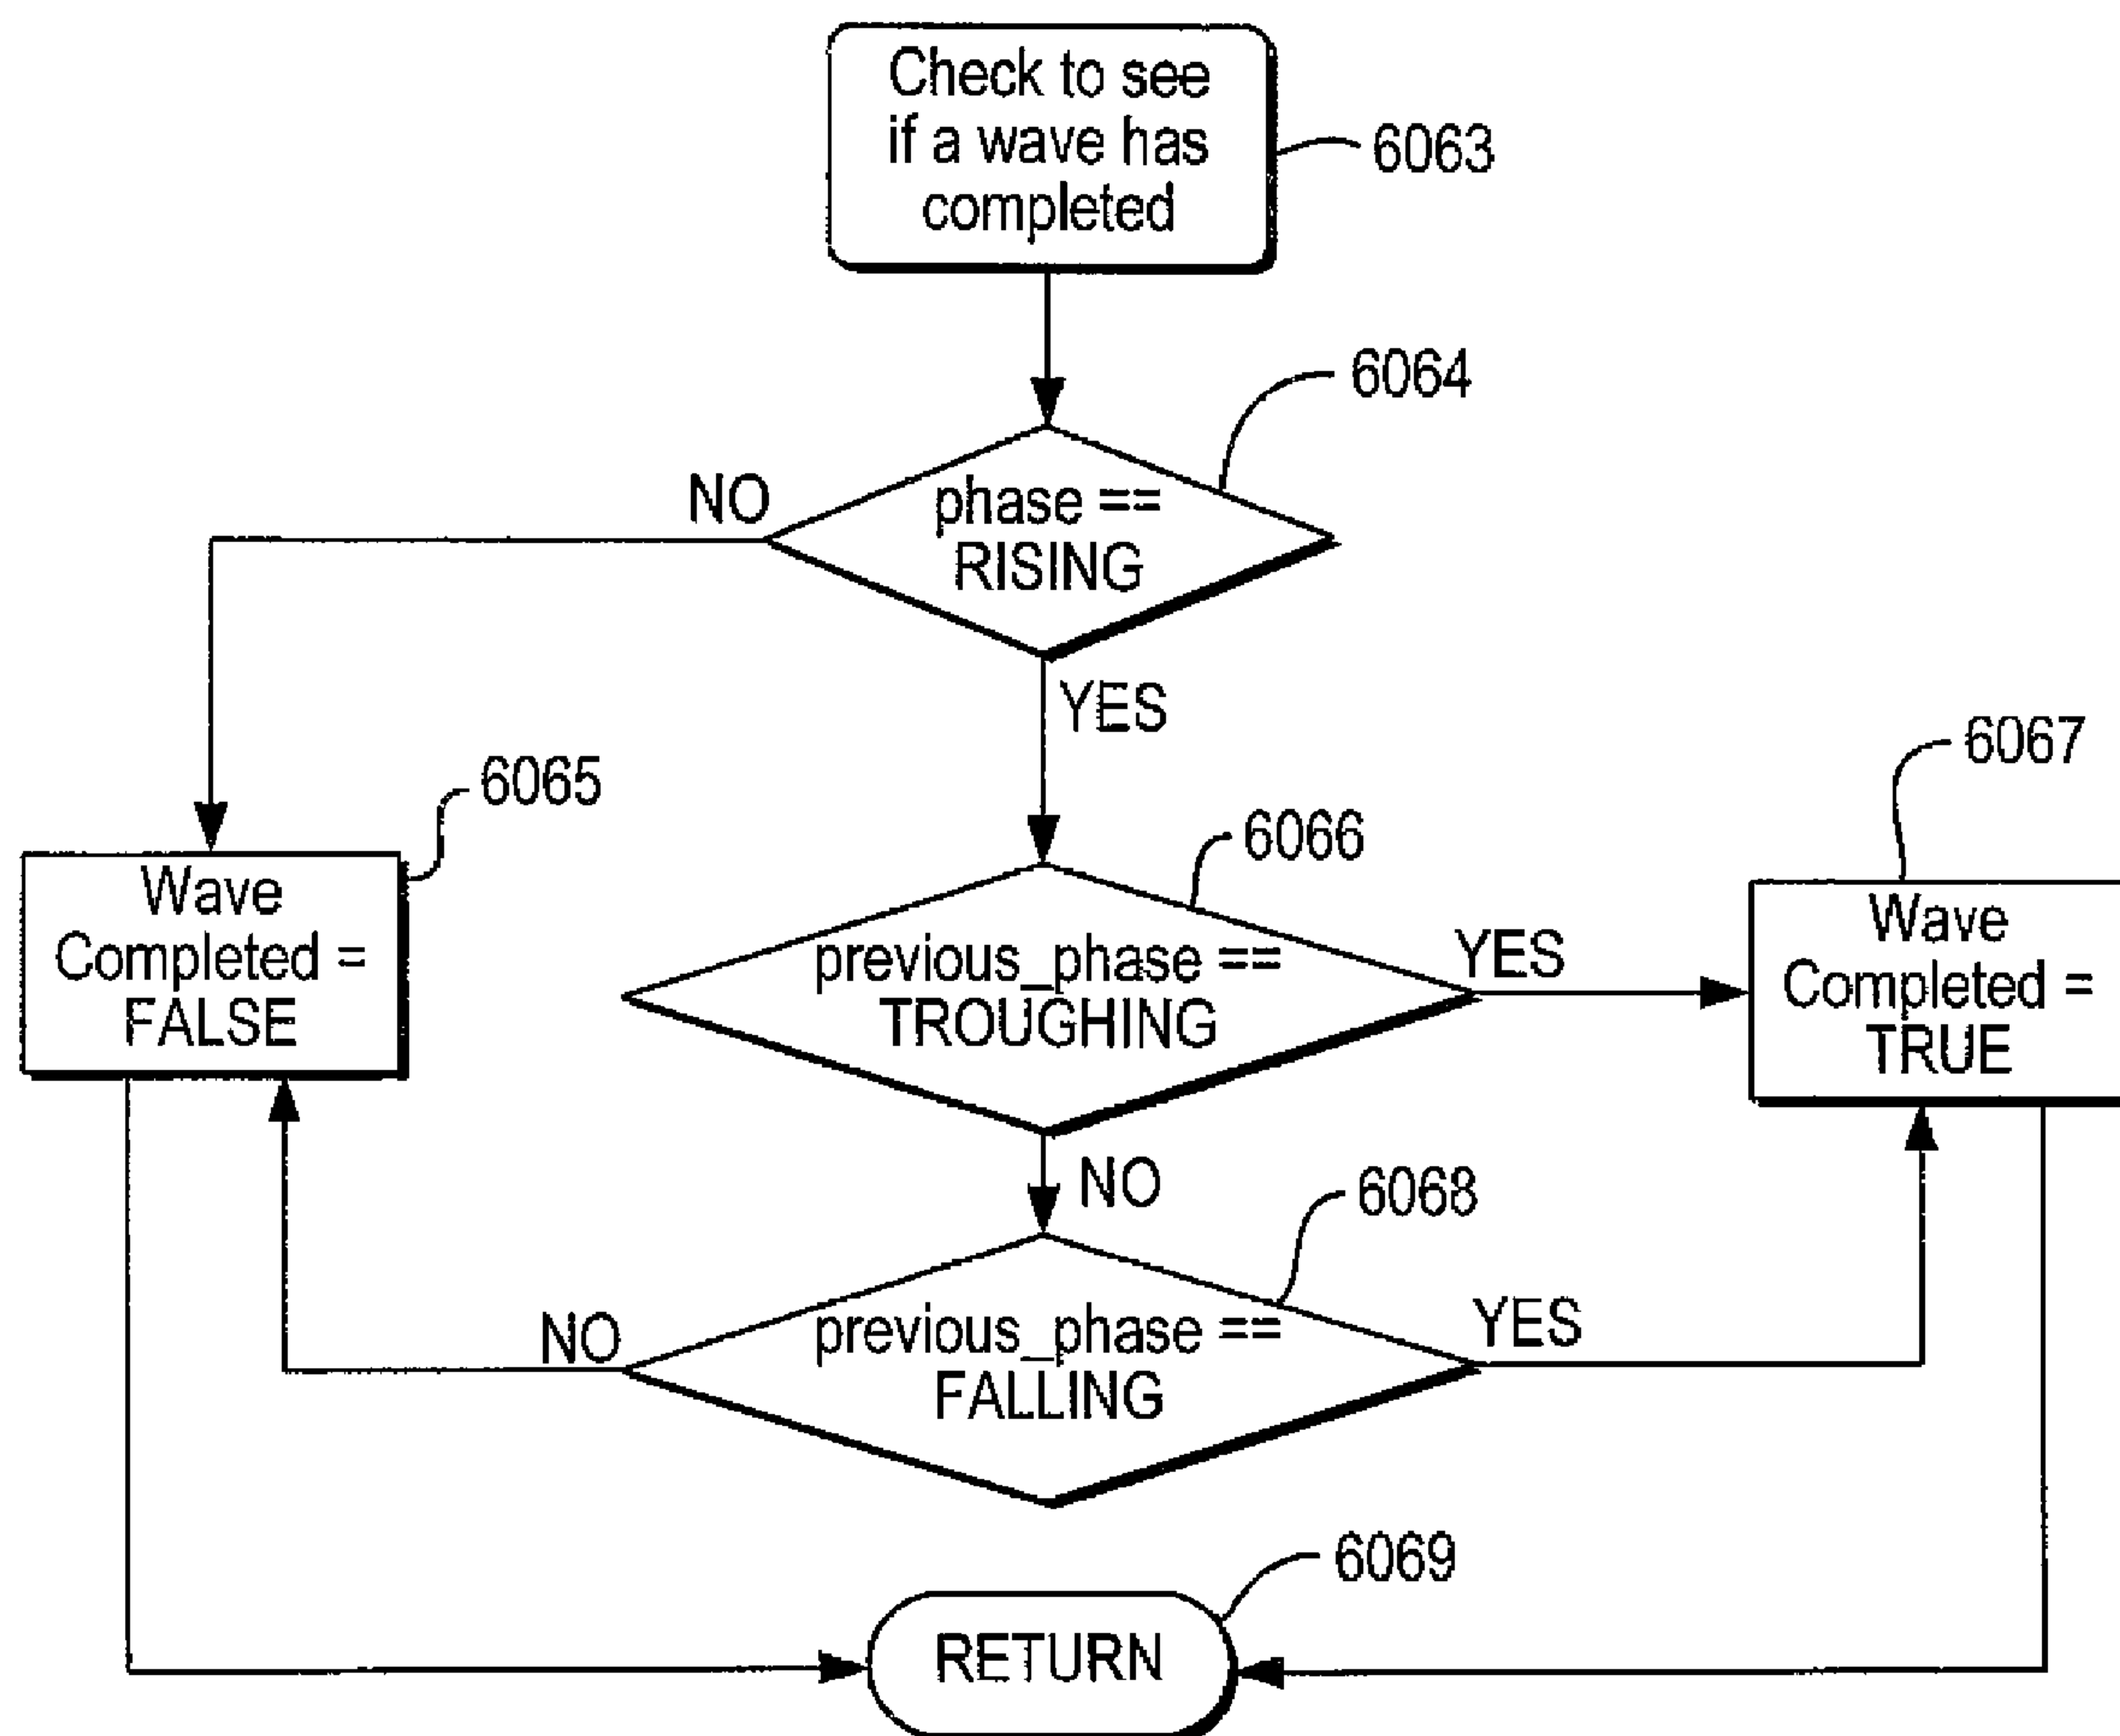 Check to see
if a wave has
completed
6063
6064
NO
phase ==
RISING
YES
6065
6067
Wave
Completed =
FALSE
6066
previous_phase ==
TROUGHING
YES
Wave
Completed =
TRUE
NO
6068
NO
previous_phase ==
FALLING
YES
6069
RETURN